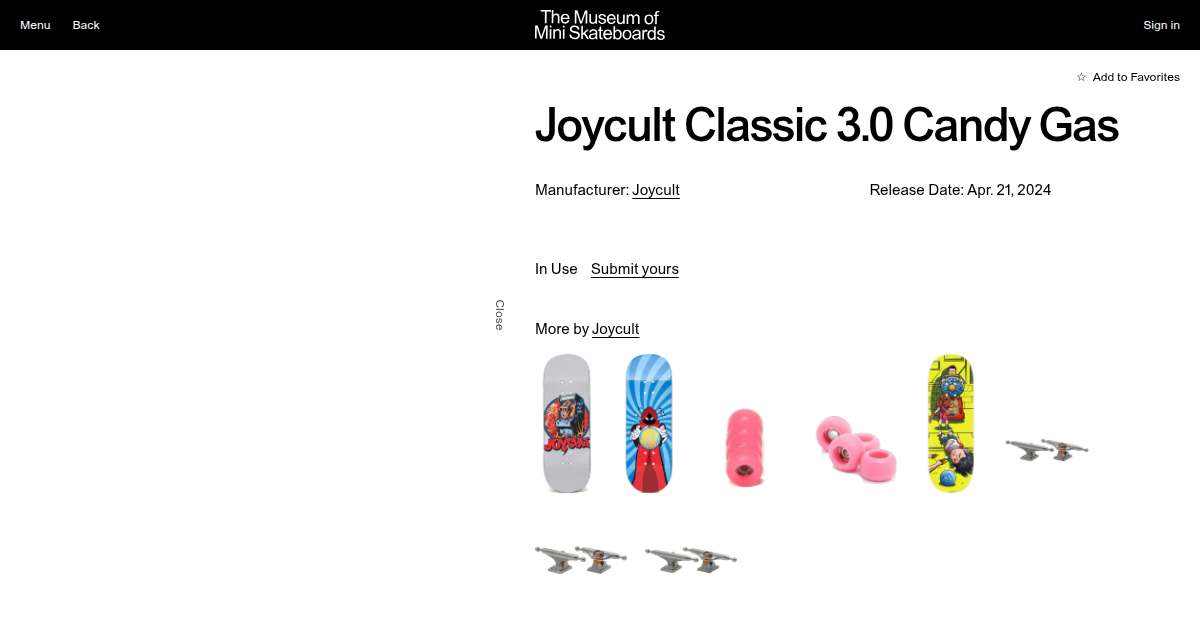 Menu
Back
The Museum of
Mini Skateboards
Sign in
☆ Add to Favorites
Joycult Classic 3.0 Candy Gas
Manufacturer: Joycult
Release Date: Apr. 21, 2024
In Use
Submit yours
Close
More by Joycult